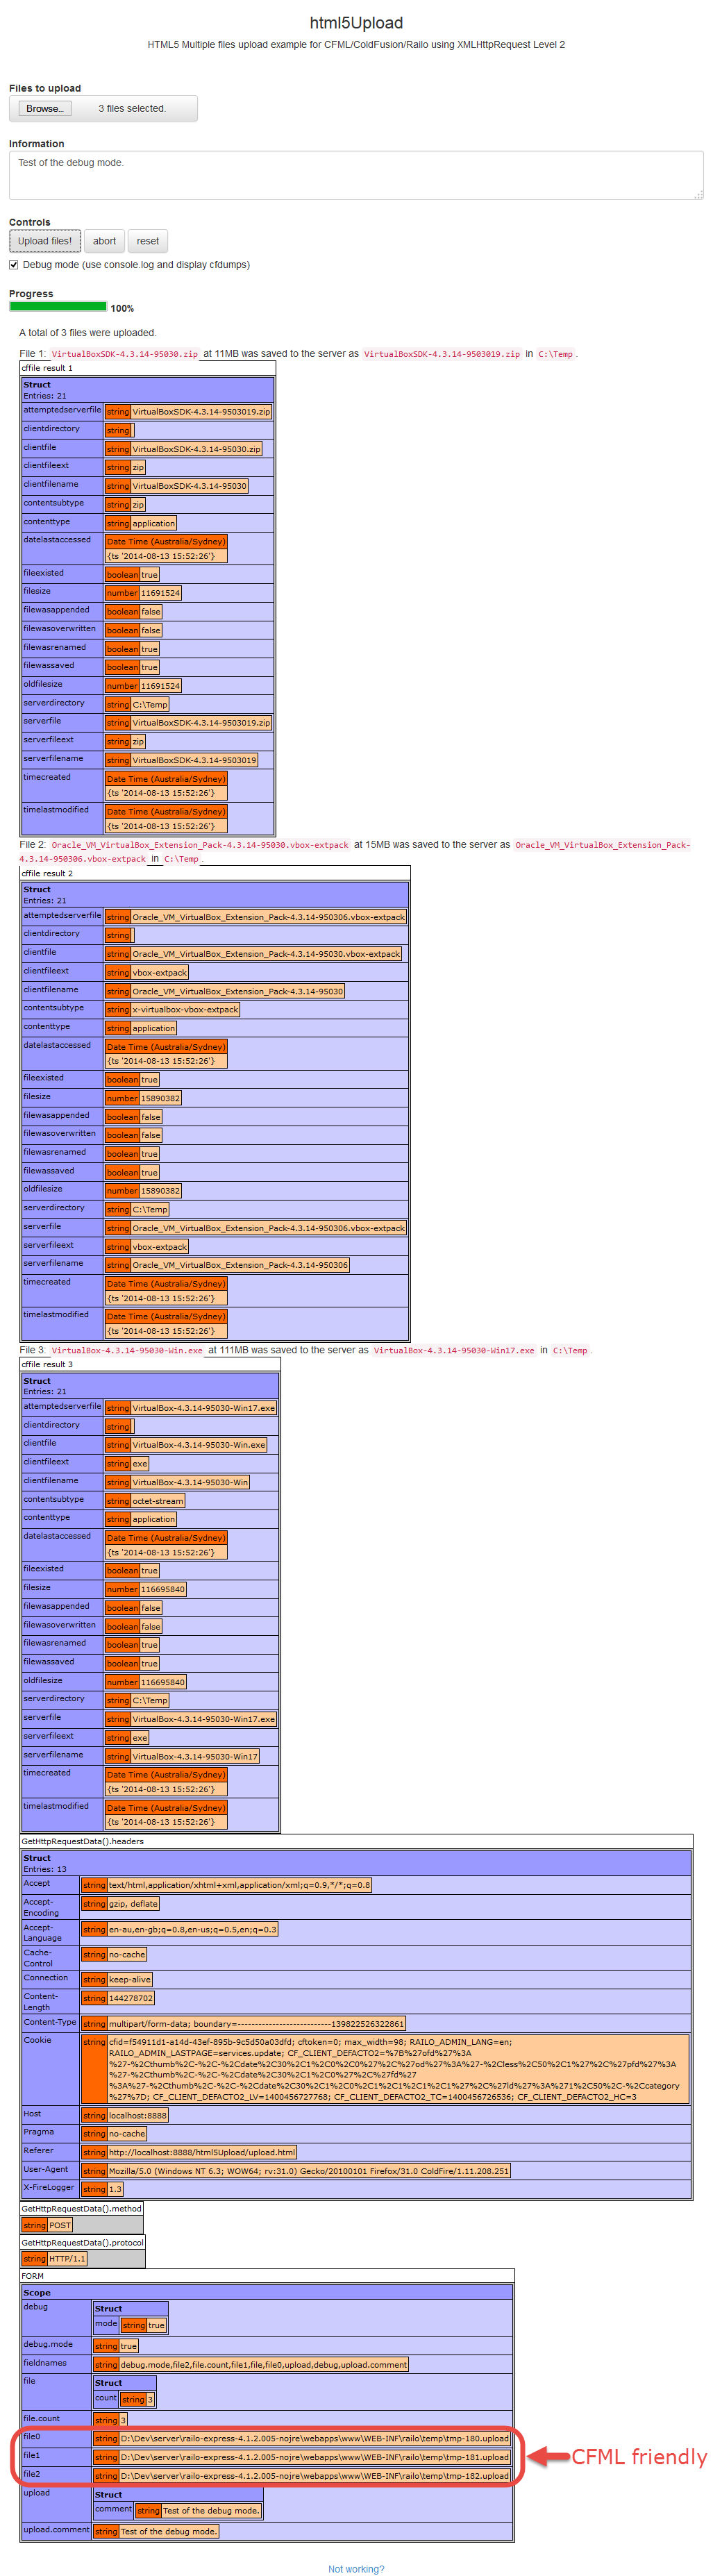 html5Upload
HTML5 Multiple files upload example for CFML/ColdFusion/Railo using XMLHttpRequest Level 2
Files to upload
Browse... 3 files selected.
Information
Test of the debug mode.
Controls
Upload files! abort reset
Debug mode (use console.log and display cfdumps)
Progress
100%
A total of 3 files were uploaded.
File 1: VirtualBoxSDK-4.3.14-95030.zip at 11MB was saved to the server as VirtualBoxSDK-4.3.14-9503019.zip in C:\Temp.
cffile result 1
Struct
Entries: 21
attemptedserverfile string VirtualBoxSDK-4.3.14-9503019.zip
clientdirectory string
clientfile string VirtualBoxSDK-4.3.14-95030.zip
clientfileext string zip
clientfilename string VirtualBoxSDK-4.3.14-95030
contentsubtype string zip
contenttype string application
datelastaccessed Date Time (Australia/Sydney)
{ts '2014-08-13 15:52:26'}
fileexisted boolean true
filesize number 11691524
filewasappended boolean false
filewasoverwritten boolean false
filewasrenamed boolean true
filewassaved boolean true
oldfilesize number 11691524
serverdirectory string C:\Temp
serverfile string VirtualBoxSDK-4.3.14-9503019.zip
serverfileext string zip
serverfilename string VirtualBoxSDK-4.3.14-9503019
timecreated Date Time (Australia/Sydney)
{ts '2014-08-13 15:52:26'}
timelastmodified Date Time (Australia/Sydney)
{ts '2014-08-13 15:52:26'}
File 2: Oracle_VM_VirtualBox_Extension_Pack-4.3.14-95030.vbox-extpack at 15MB was saved to the server as Oracle_VM_VirtualBox_Extension_Pack-
4.3.14-950306.vbox-extpack in C:\Temp.
cffile result 2
Struct
Entries: 21
attemptedserverfile string Oracle_VM_VirtualBox_Extension_Pack-4.3.14-950306.vbox-extpack
clientdirectory string
clientfile string Oracle_VM_VirtualBox_Extension_Pack-4.3.14-95030.vbox-extpack
clientfileext string vbox-extpack
clientfilename string Oracle_VM_VirtualBox_Extension_Pack-4.3.14-95030
contentsubtype string x-virtualbox-vbox-extpack
contenttype string application
datelastaccessed Date Time (Australia/Sydney)
{ts '2014-08-13 15:52:26'}
fileexisted boolean true
filesize number 15890382
filewasappended boolean false
filewasoverwritten boolean false
filewasrenamed boolean true
filewassaved boolean true
oldfilesize number 15890382
serverdirectory string C:\Temp
serverfile string Oracle_VM_VirtualBox_Extension_Pack-4.3.14-950306.vbox-extpack
serverfileext string vbox-extpack
serverfilename string Oracle_VM_VirtualBox_Extension_Pack-4.3.14-950306
timecreated Date Time (Australia/Sydney)
{ts '2014-08-13 15:52:26'}
timelastmodified Date Time (Australia/Sydney)
{ts '2014-08-13 15:52:26'}
File 3: VirtualBox-4.3.14-95030-Win.exe at 111MB was saved to the server as VirtualBox-4.3.14-95030-Win17.exe in C:\Temp.
cffile result 3
Struct
Entries: 21
attemptedserverfile string VirtualBox-4.3.14-95030-Win17.exe
clientdirectory string
clientfile string VirtualBox-4.3.14-95030-Win.exe
clientfileext string exe
clientfilename string VirtualBox-4.3.14-95030-Win
contentsubtype string octet-stream
contenttype string application
datelastaccessed Date Time (Australia/Sydney)
{ts '2014-08-13 15:52:26'}
fileexisted boolean true
filesize number 116695840
filewasappended boolean false
filewasoverwritten boolean false
filewasrenamed boolean true
filewassaved boolean true
oldfilesize number 116695840
serverdirectory string C:\Temp
serverfile string VirtualBox-4.3.14-95030-Win17.exe
serverfileext string exe
serverfilename string VirtualBox-4.3.14-95030-Win17
timecreated Date Time (Australia/Sydney)
{ts '2014-08-13 15:52:26'}
timelastmodified Date Time (Australia/Sydney)
{ts '2014-08-13 15:52:26'}
GetHttpRequestData().headers
Struct
Entries: 13
Accept string text/html,application/xhtml+xml,application/xml;q=0.9,*/*;q=0.8
Accept-
Encoding string gzip, deflate
Accept-
Language string en-au,en-gb;q=0.8,en-us;q=0.5,en;q=0.3
Cache-
Control string no-cache
Connection string keep-alive
Content-
Length string 144278702
Content-Type string multipart/form-data; boundary=---------------------------139822526322861
Cookie string cfid=f54911d1-a14d-43ef-895b-9c5d50a03dfd; cftoken=0; max_width=98; RAILO_ADMIN_LANG=en;
RAILO_ADMIN_LASTPAGE=services.update; CF_CLIENT_DEFACTO2=%7B%27ofd%27%3A
%27-%2Cthumb%2C-%2C-%2Cdate%2C30%2C1%2C0%2C0%27%2C%27od%27%3A%27-%2Cless%2C50%2C1%27%2C%27pfd%27%3A
%27-%2Cthumb%2C-%2C-%2Cdate%2C30%2C1%2C0%27%2C%27fd%27
%3A%27-%2Cthumb%2C-%2C-%2Cdate%2C30%2C1%2C0%2C1%2C1%2C1%2C1%27%2C%27ld%27%3A%271%2C50%2C-%2Ccategory
%27%7D; CF_CLIENT_DEFACTO2_LV=1400456727768; CF_CLIENT_DEFACTO2_TC=1400456726536; CF_CLIENT_DEFACTO2_HC=3
Host string localhost:8888
Pragma string no-cache
Referer string http://localhost:8888/html5Upload/upload.html
User-Agent string Mozilla/5.0 (Windows NT 6.3; WOW64; rv:31.0) Gecko/20100101 Firefox/31.0 ColdFire/1.11.208.251
X-FireLogger string 1.3
GetHttpRequestData().method
string POST
GetHttpRequestData().protocol
string HTTP/1.1
FORM
Scope
debug Struct
mode string true
debug.mode string true
fieldnames string debug.mode,file2,file.count,file1,file,file0,upload,debug,upload.comment
file Struct
count string 3
file.count string 3
file0 string D:\Dev\server\railo-express-4.1.2.005-nojre\webapps\www\WEB-INF\railo\temp\tmp-180.upload
file1 string D:\Dev\server\railo-express-4.1.2.005-nojre\webapps\www\WEB-INF\railo\temp\tmp-181.upload
CFML friendly
file2 string D:\Dev\server\railo-express-4.1.2.005-nojre\webapps\www\WEB-INF\railo\temp\tmp-182.upload
upload Struct
comment string Test of the debug mode.
upload.comment string Test of the debug mode.
Not working?